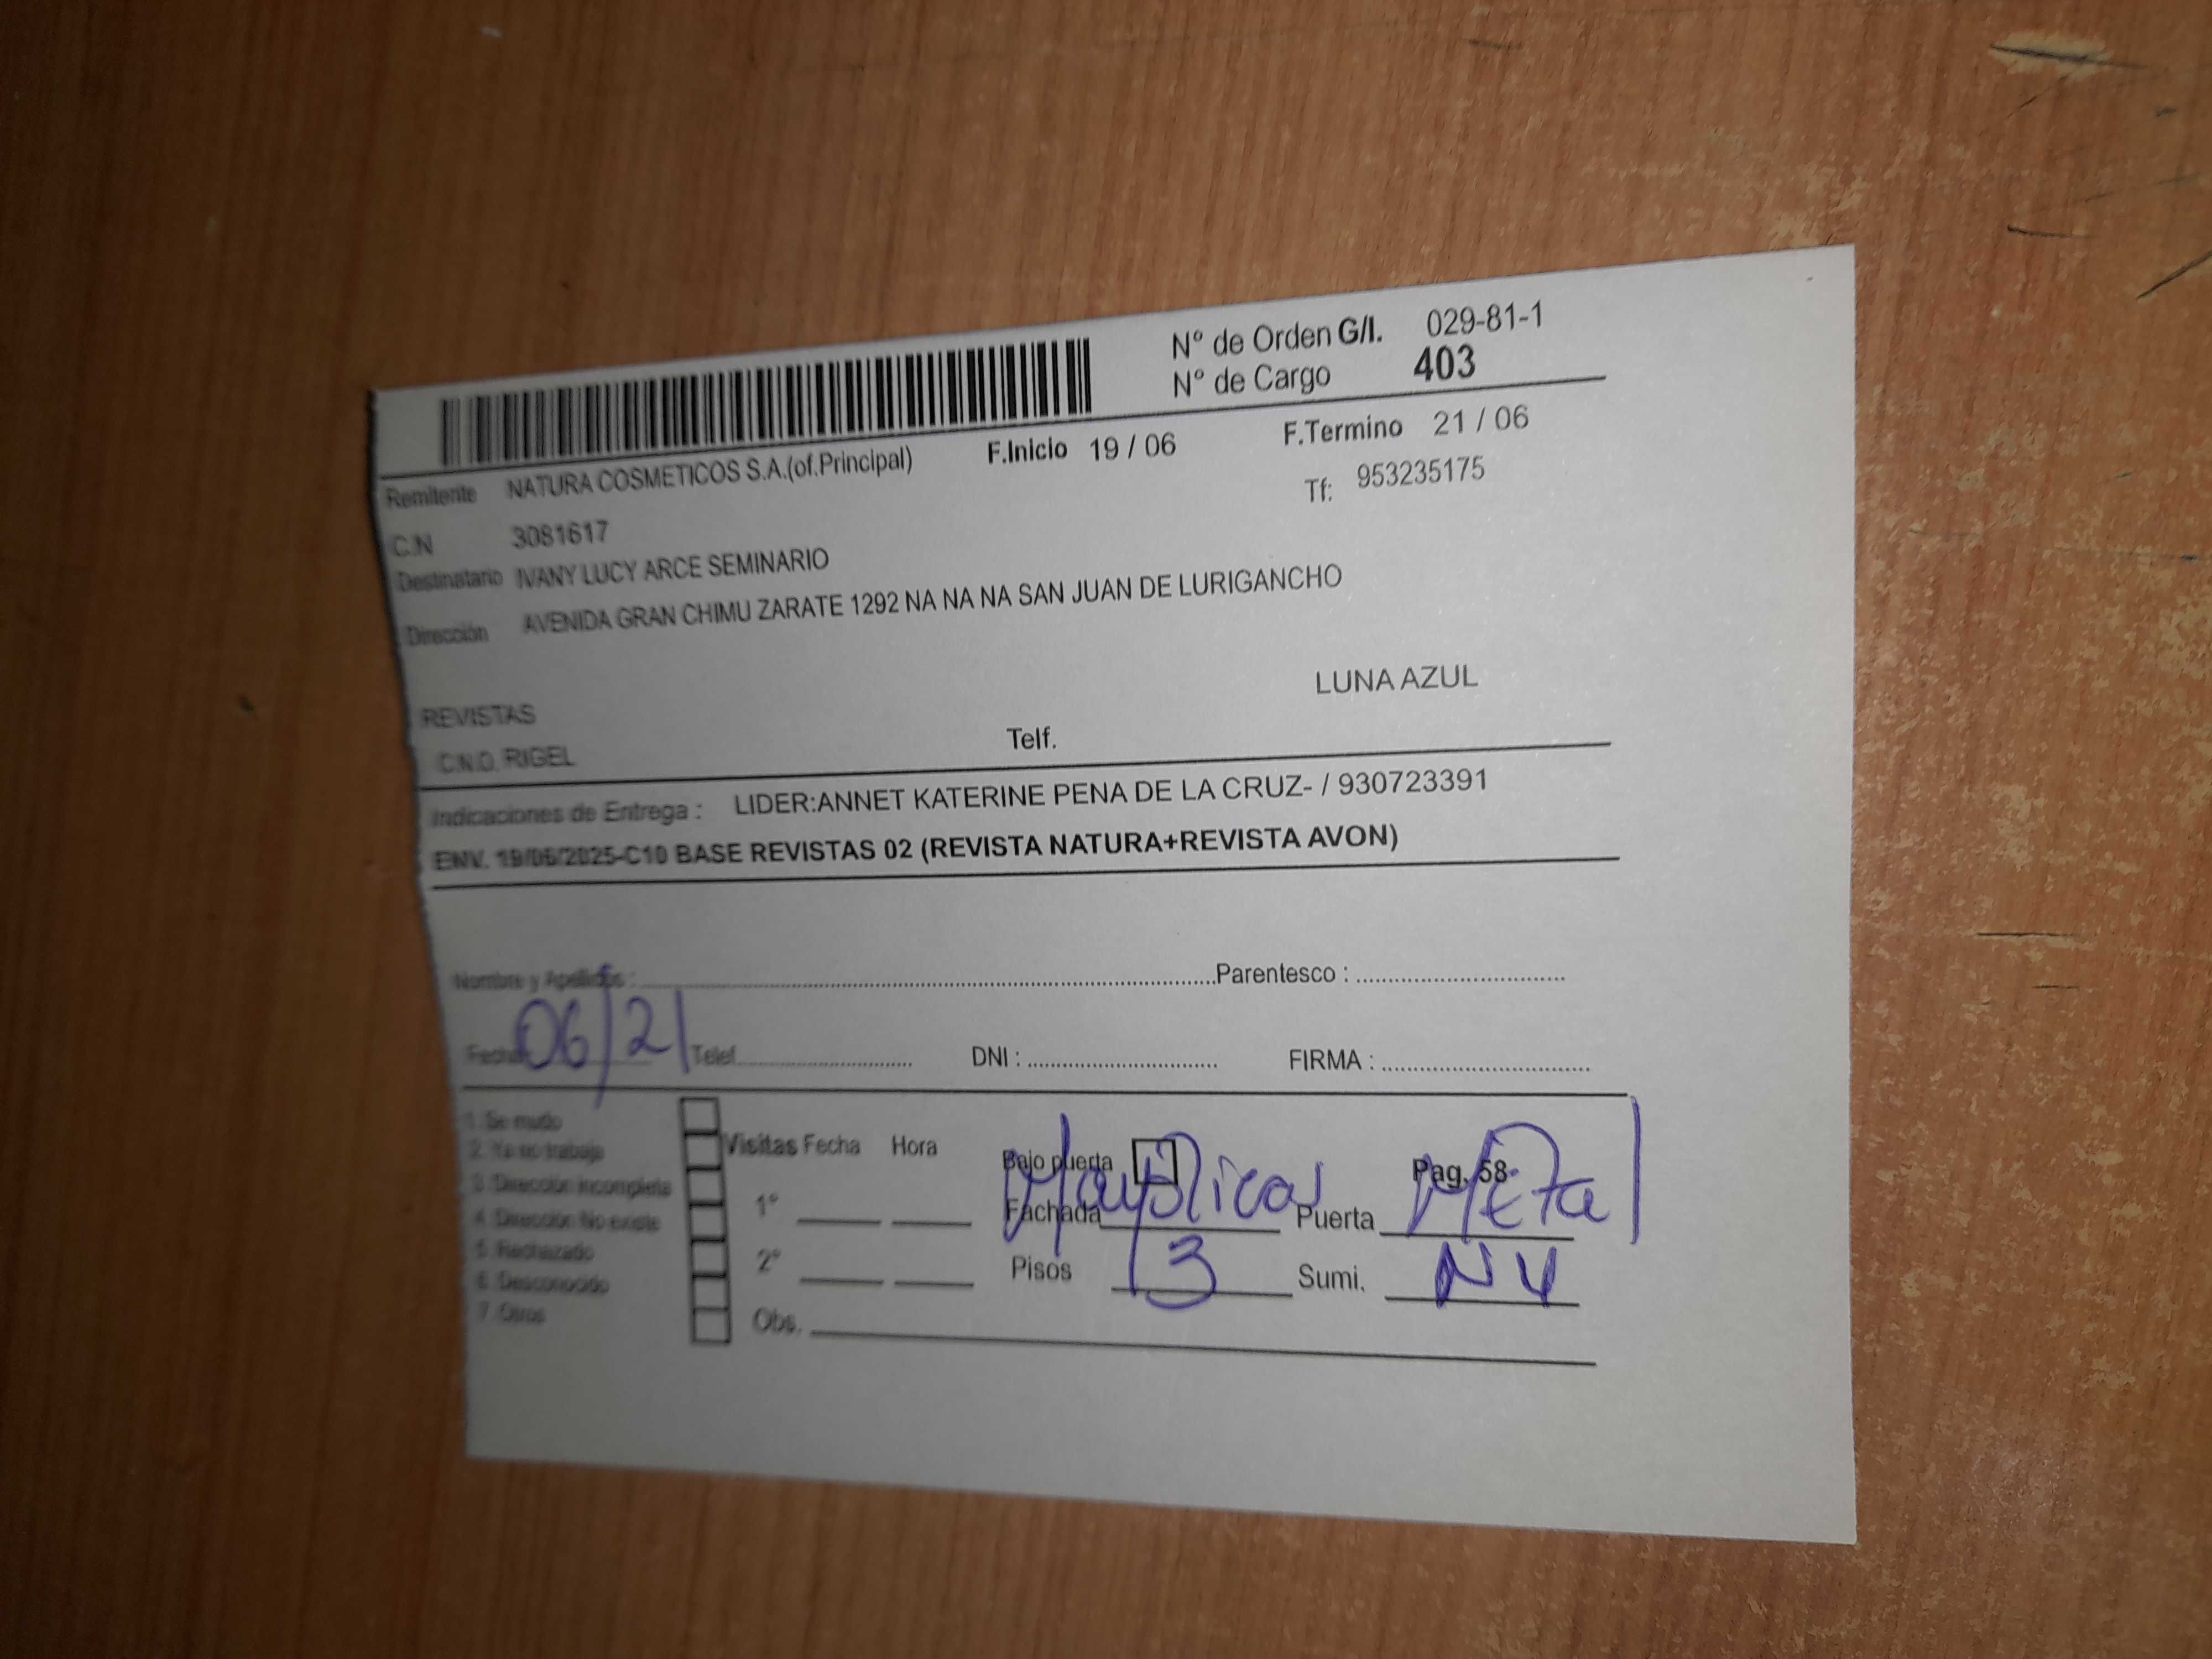 Nº de Orden G/I. 029-81-1
Nº de Cargo 403
F.Inicio 19 / 06 F.Termino 21 / 06
Remitente NATURA COSMETICOS S.A.(of.Principal) Tf: 953235175
C.N 3081617
Destinatario IVANY LUCY ARCE SEMINARIO
Dirección AVENIDA GRAN CHIMU ZARATE 1292 NA NA NA SAN JUAN DE LURIGANCHO
LUNA AZUL
REVISTAS
C.N.O. RIGEL Telf.
Indicaciones de Entrega : LIDER:ANNET KATERINE PENA DE LA CRUZ- / 930723391
ENV. 19/06/2025-C10 BASE REVISTAS 02 (REVISTA NATURA+REVISTA AVON)
Nombre y Apellidos : Parentesco :
Fecha 06/21 Telef. DNI : FIRMA :
1. Se mudo
2. Ya no trabaja
3. Dirección incompleta
4. Dirección No existe
5. Rechazado
6. Desconocido
7. Otros
Visitas Fecha Hora
1°
2°
Obs.
Bajo puerta Pag. 58
Fachada Mayolicas Puerta Metal
Pisos 3 Sumi. NV